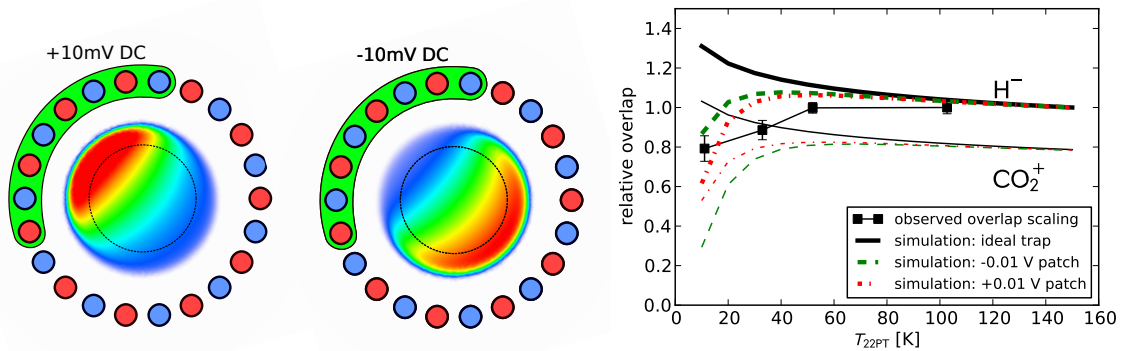 +10mV DC
-10mV DC
relative overlap
1.4
1.2
1.0
0.8
0.6
0.4
0.2
0.0
H⁻
CO₂⁺
observed overlap scaling
simulation: ideal trap
simulation: -0.01 V patch
simulation: +0.01 V patch
0 20 40 60 80 100 120 140 160
T₂₂PT [K]